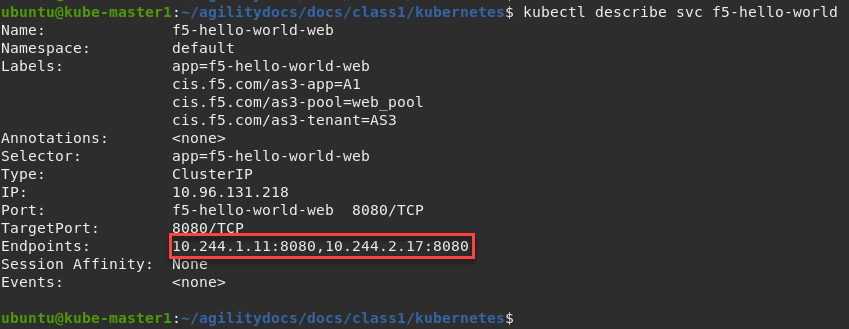 ubuntu@kube-master1:~/agilitydocs/docs/class1/kubernetes$ kubectl describe svc f5-hello-world
Name:              f5-hello-world-web
Namespace:         default
Labels:            app=f5-hello-world-web
                   cis.f5.com/as3-app=A1
                   cis.f5.com/as3-pool=web_pool
                   cis.f5.com/as3-tenant=AS3
Annotations:       <none>
Selector:          app=f5-hello-world-web
Type:              ClusterIP
IP:                10.96.131.218
Port:              f5-hello-world-web  8080/TCP
TargetPort:        8080/TCP
Endpoints:         10.244.1.11:8080,10.244.2.17:8080
Session Affinity:  None
Events:            <none>
ubuntu@kube-master1:~/agilitydocs/docs/class1/kubernetes$